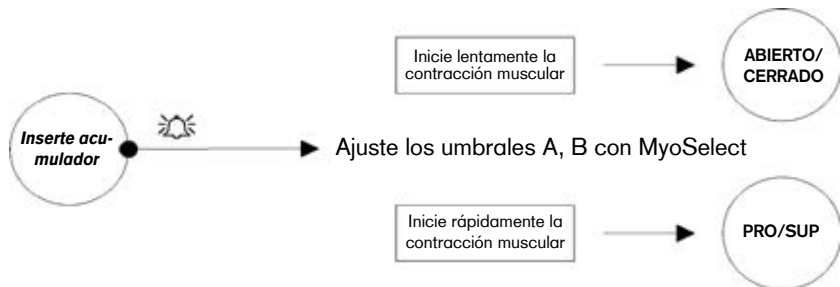 Inicie lentamente la
contracción muscular
ABIERTO/
CERRADO
Inserte acu-
mulador
Ajuste los umbrales A, B con MyoSelect
Inicie rápidamente la
contracción muscular
PRO/SUP